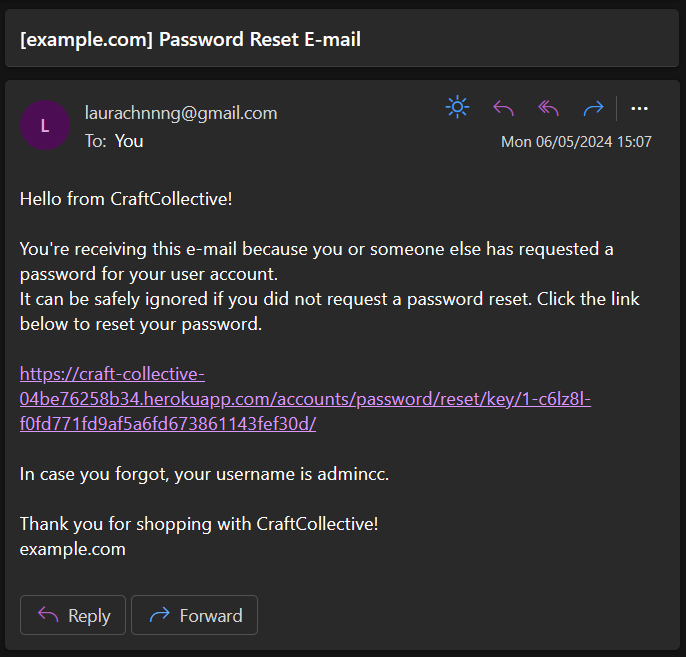 [example.com] Password Reset E-mail
L
laurachnnng@gmail.com
To: You
Mon 06/05/2024 15:07
Hello from CraftCollective!
You're receiving this e-mail because you or someone else has requested a
password for your user account.
It can be safely ignored if you did not request a password reset. Click the link
below to reset your password.
https://craft-collective-
04be76258b34.herokuapp.com/accounts/password/reset/key/1-c6lz8l-
f0fd771fd9af5a6fd673861143fef30d/
In case you forgot, your username is admincc.
Thank you for shopping with CraftCollective!
example.com
Reply
Forward